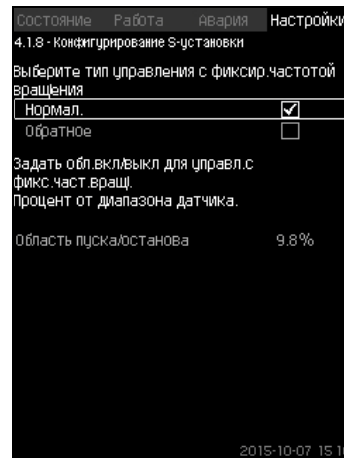 Состояние Работа Авария Настройки
4.1.8 - Конфигурирование S-установки
Выберите тип управления с фиксир.частотой
вращения
Нормал.
Обратное
Задать обл.вкл/выкл для управл.с
фикс.част.вращ.
Процент от диапазона датчика.
Область пуска/останова 9.8%
2015-10-07 15:1